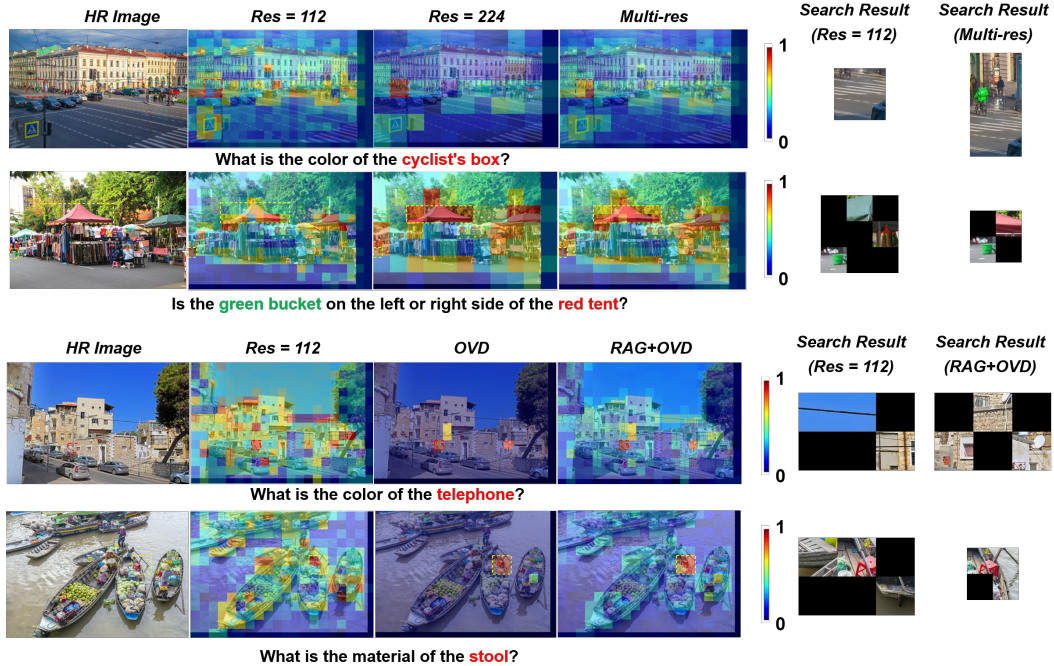 HR Image Res = 112 Res = 224 Multi-res Search Result (Res = 112) Search Result (Multi-res)
1
0
What is the color of the cyclist's box?
1
0
Is the green bucket on the left or right side of the red tent?
HR Image Res = 112 OVD RAG+OVD Search Result (Res = 112) Search Result (RAG+OVD)
1
0
What is the color of the telephone?
1
0
What is the material of the stool?